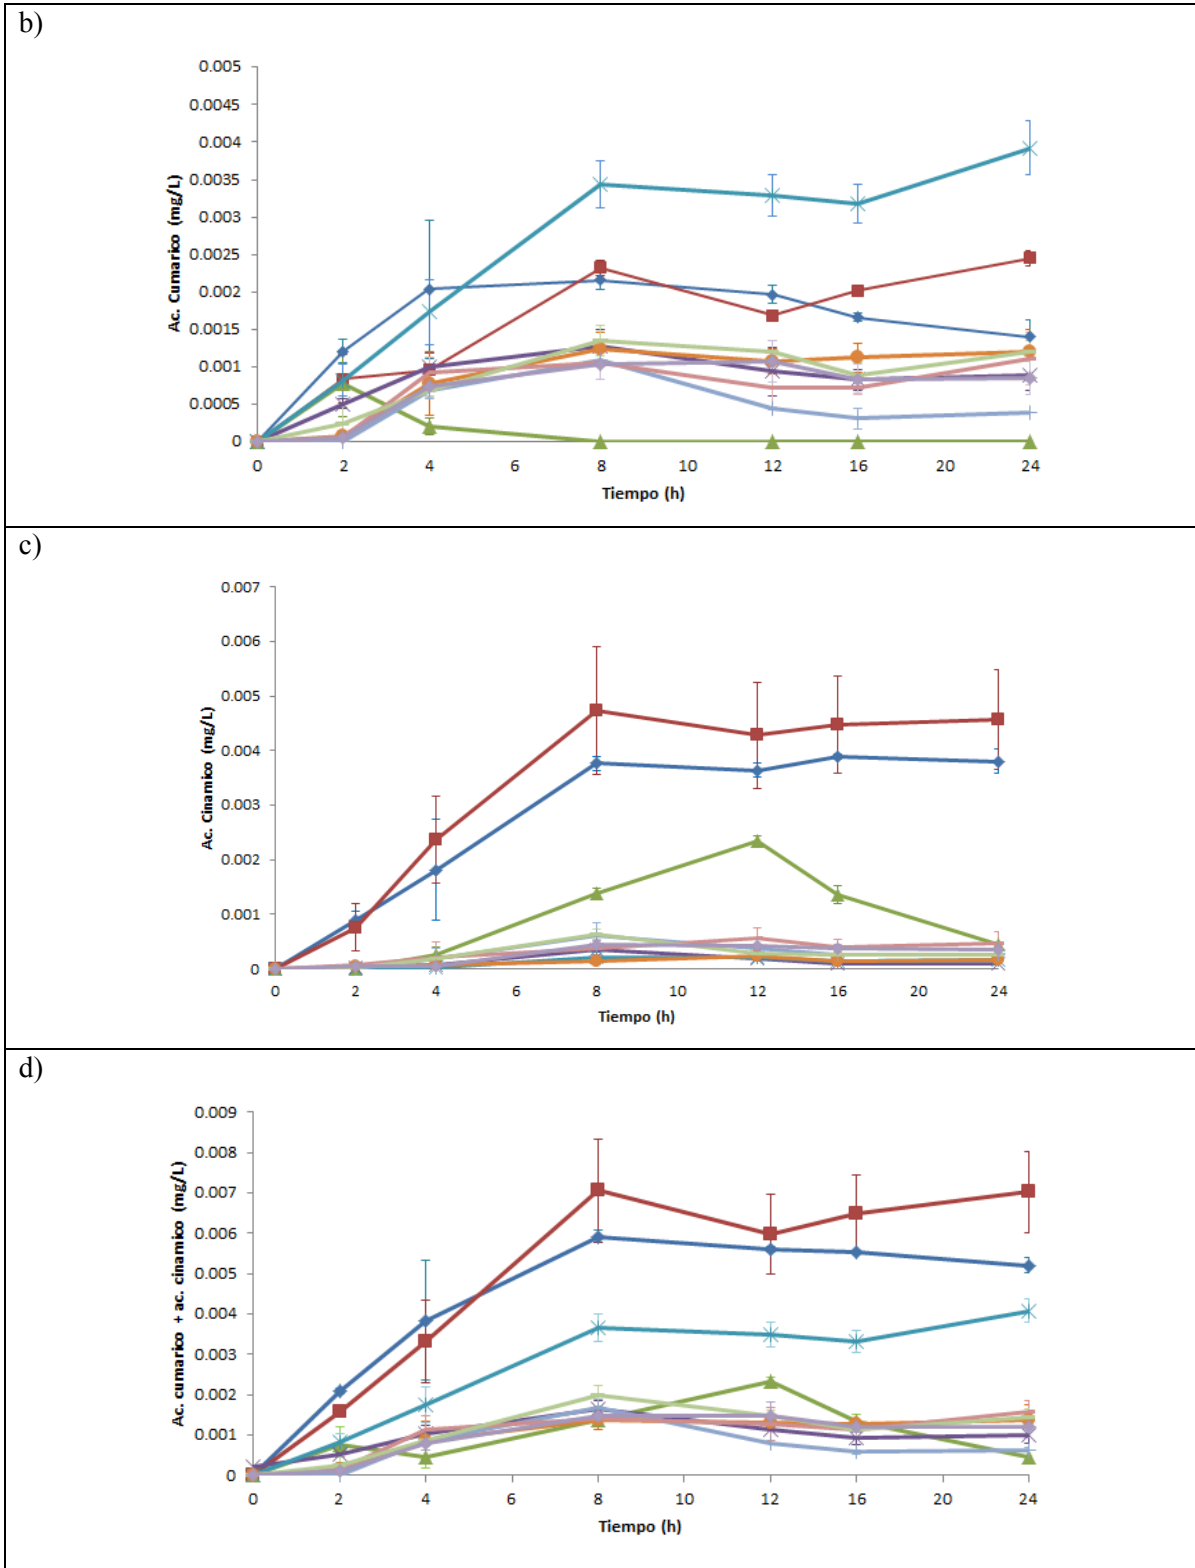 b)
0.005
0.0045
0.004
0.0035
0.003
0.0025
0.002
0.0015
0.001
0.0005
0
Ac. Cumarico (mg/L)
0 2 4 6 8 10 12 16 20 24
Tiempo (h)
c)
0.007
0.006
0.005
0.004
0.003
0.002
0.001
0
Ac. Cinamico (mg/L)
0 2 4 6 8 10 12 16 20 24
Tiempo (h)
d)
0.009
0.008
0.007
0.006
0.005
0.004
0.003
0.002
0.001
0
Ac. cumarico + ac. cinamico (mg/L)
0 2 4 6 8 10 12 16 20 24
Tiempo (h)